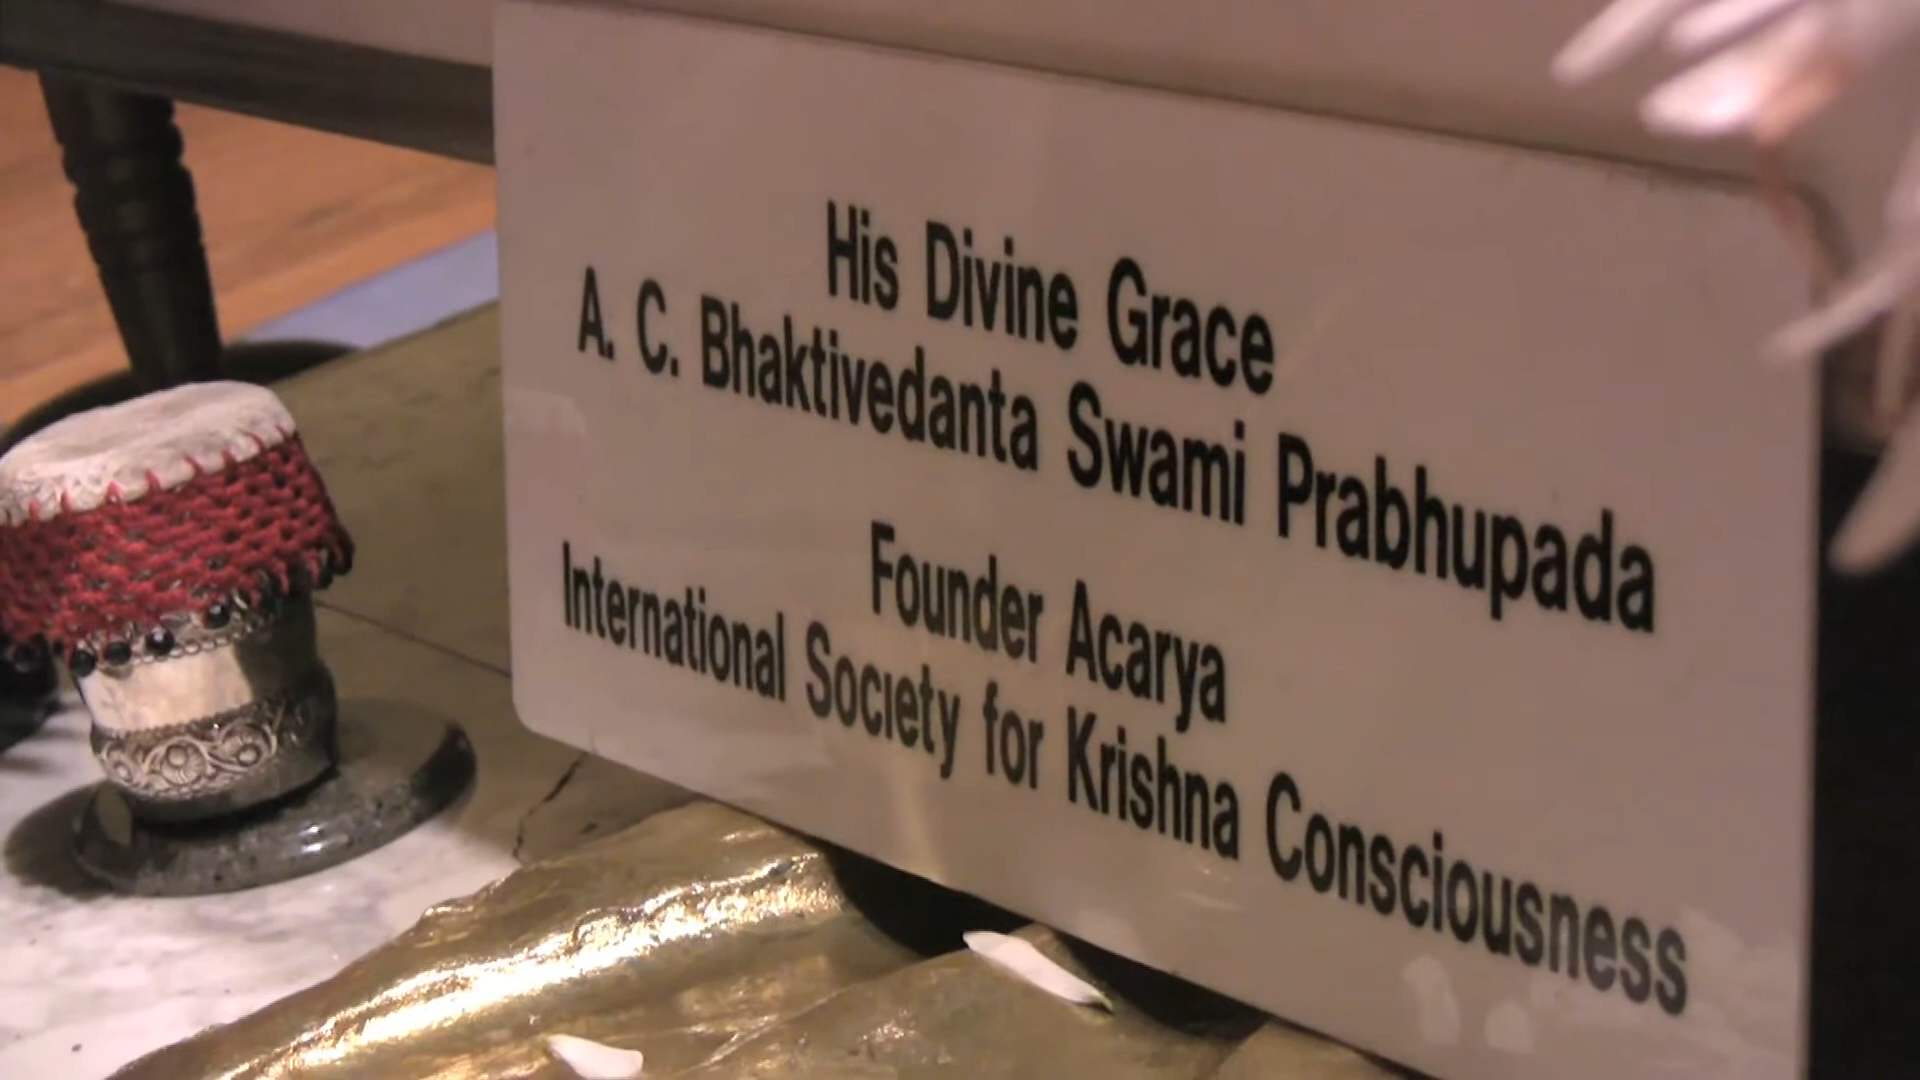 His Divine Grace
A. C. Bhaktivedanta Swami Prabhupada
Founder Acarya
International Society for Krishna Consciousness